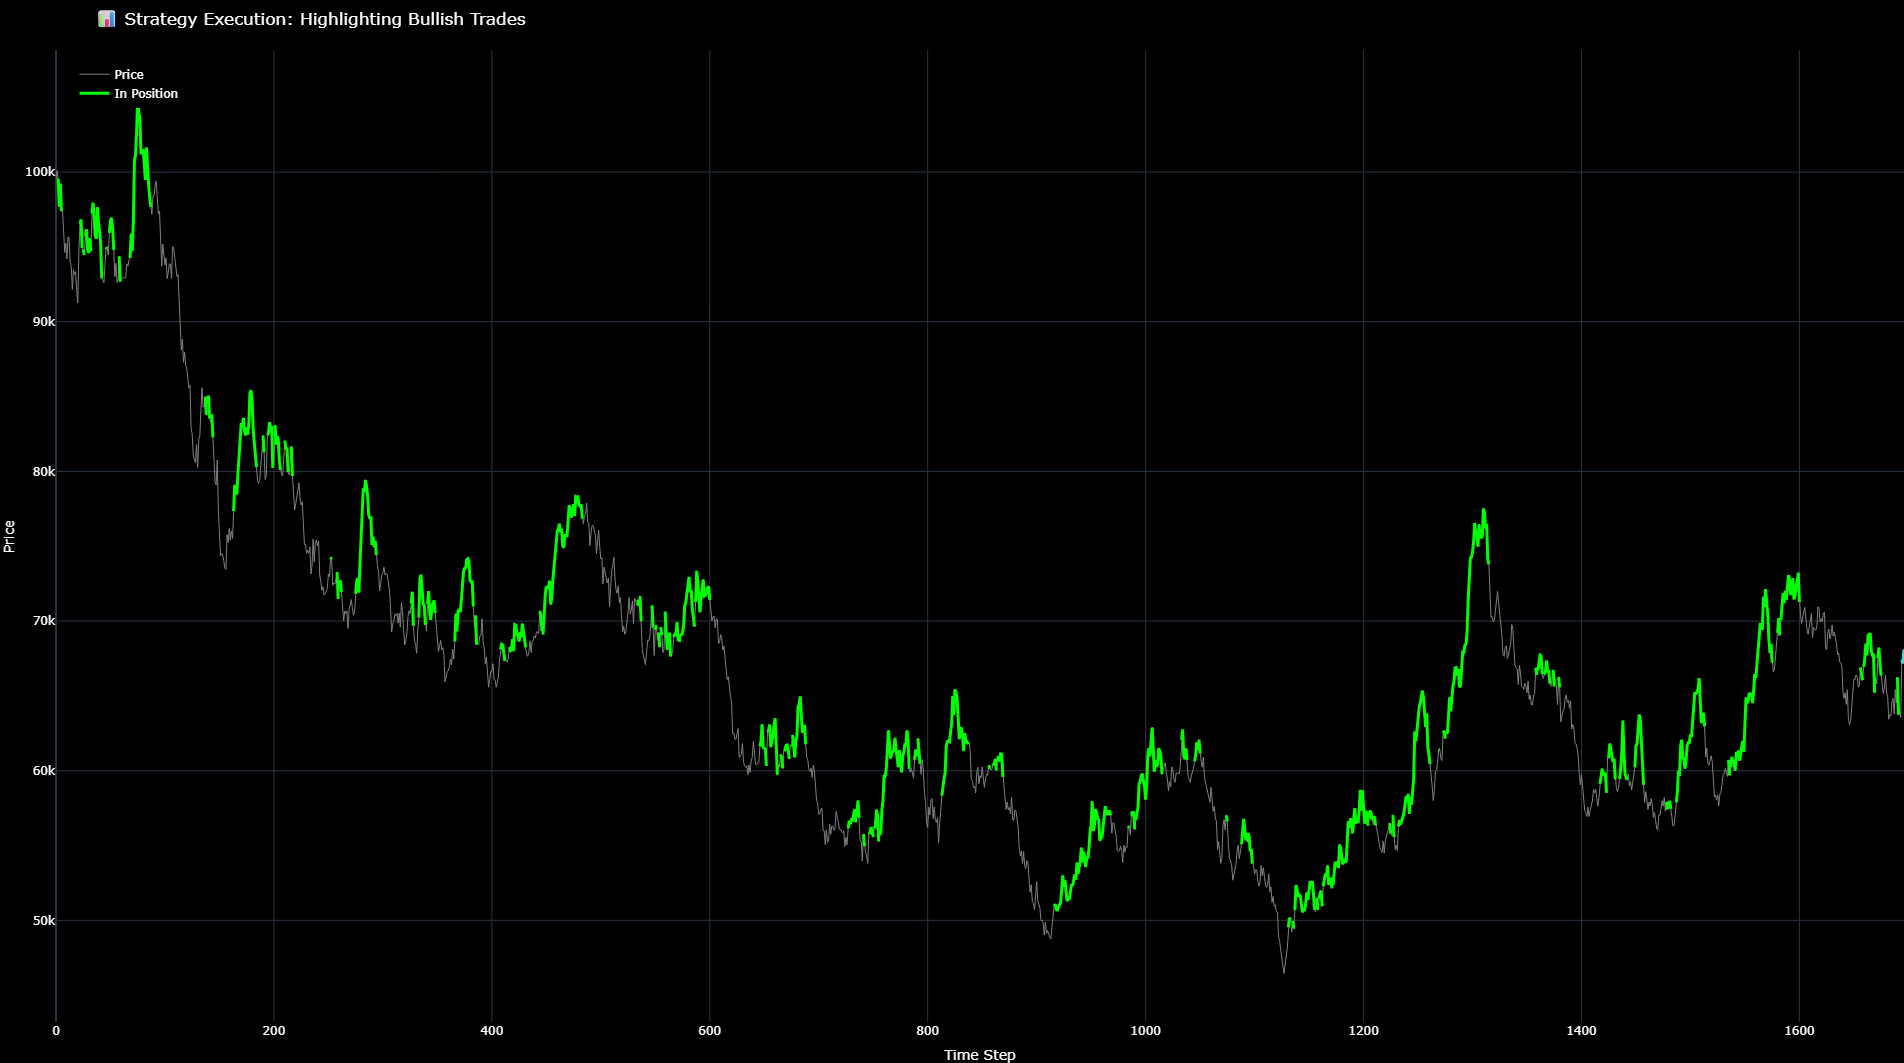 📊 Strategy Execution: Highlighting Bullish Trades
Price
In Position
100k
90k
80k
70k
60k
50k
Price
0 200 400 600 800 1000 1200 1400 1600
Time Step